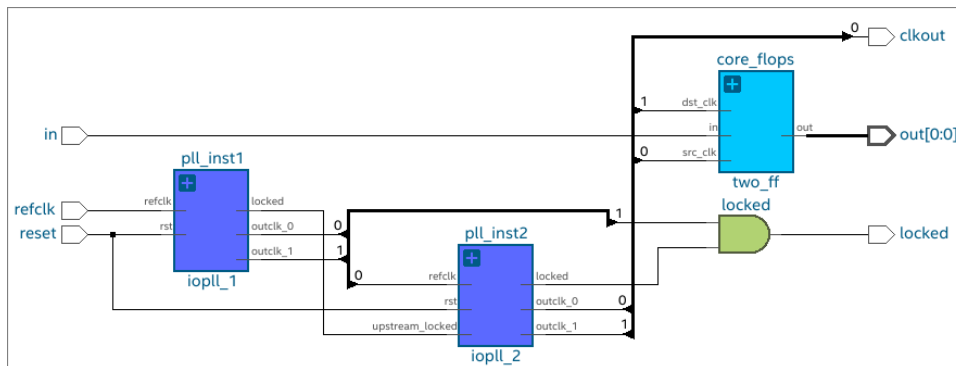 0
clkout
core_flops
1
dst_clk
in
in
out
out[0:0]
0
src_clk
pll_inst1
two_ff
locked
refclk
refclk
locked
1
reset
rst
outclk_0
0
locked
pll_inst2
outclk_1
1
0
refclk
locked
iopll_1
rst
outclk_0
0
upstream_locked
outclk_1
1
iopll_2